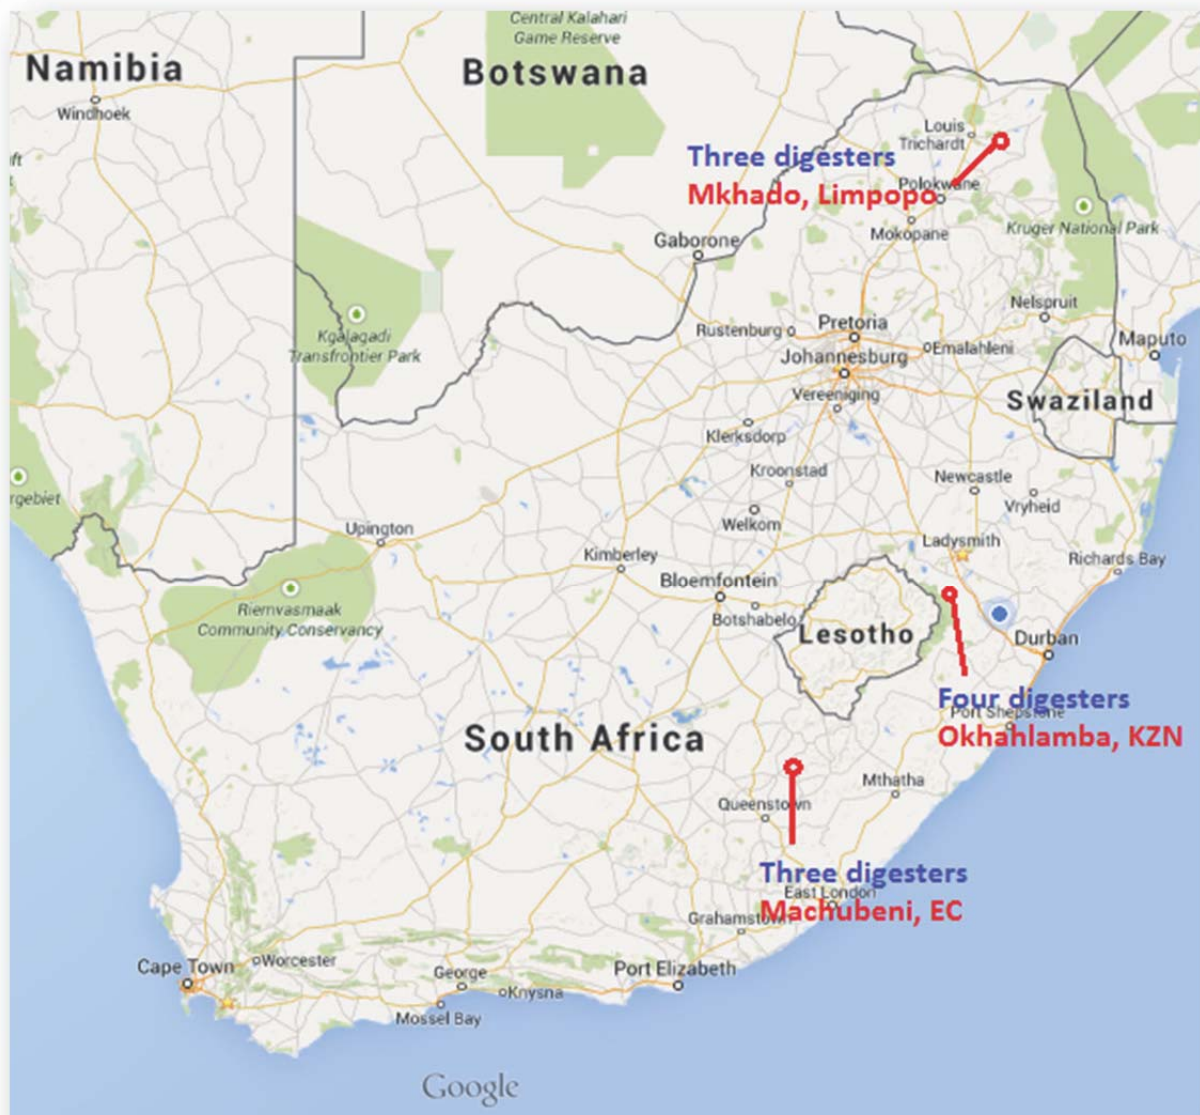 Central Kalahari
Game Reserve
Namibia
Botswana
Windhoek
ft
Louis
Trichardt
Three digesters
Mkhado, Limpopo
Polokwane
Mokopane
Kruger National Park
Gaborone
Nelspruit
Kgalagadi
Transfrontier Park
Rustenburg
Pretoria
Maputo
Johannesburg
Emalahleni
Vereeniging
Swaziland
Klerksdorp
Kroonstad
Newcastle
rgebiet
Vryheid
Welkom
Upington
Ladysmith
Kimberley
Richards Bay
Bloemfontein
Botshabelo
Riemvasmaak
Community Conservancy
Lesotho
Durban
Four digesters
Port Shepstone
Okhahlamba, KZN
South Africa
Mthatha
Queenstown
Three digesters
East London
Machubeni, EC
Grahamstown
Cape Town
Worcester
George
Port Elizabeth
Knysna
Mossel Bay
Google